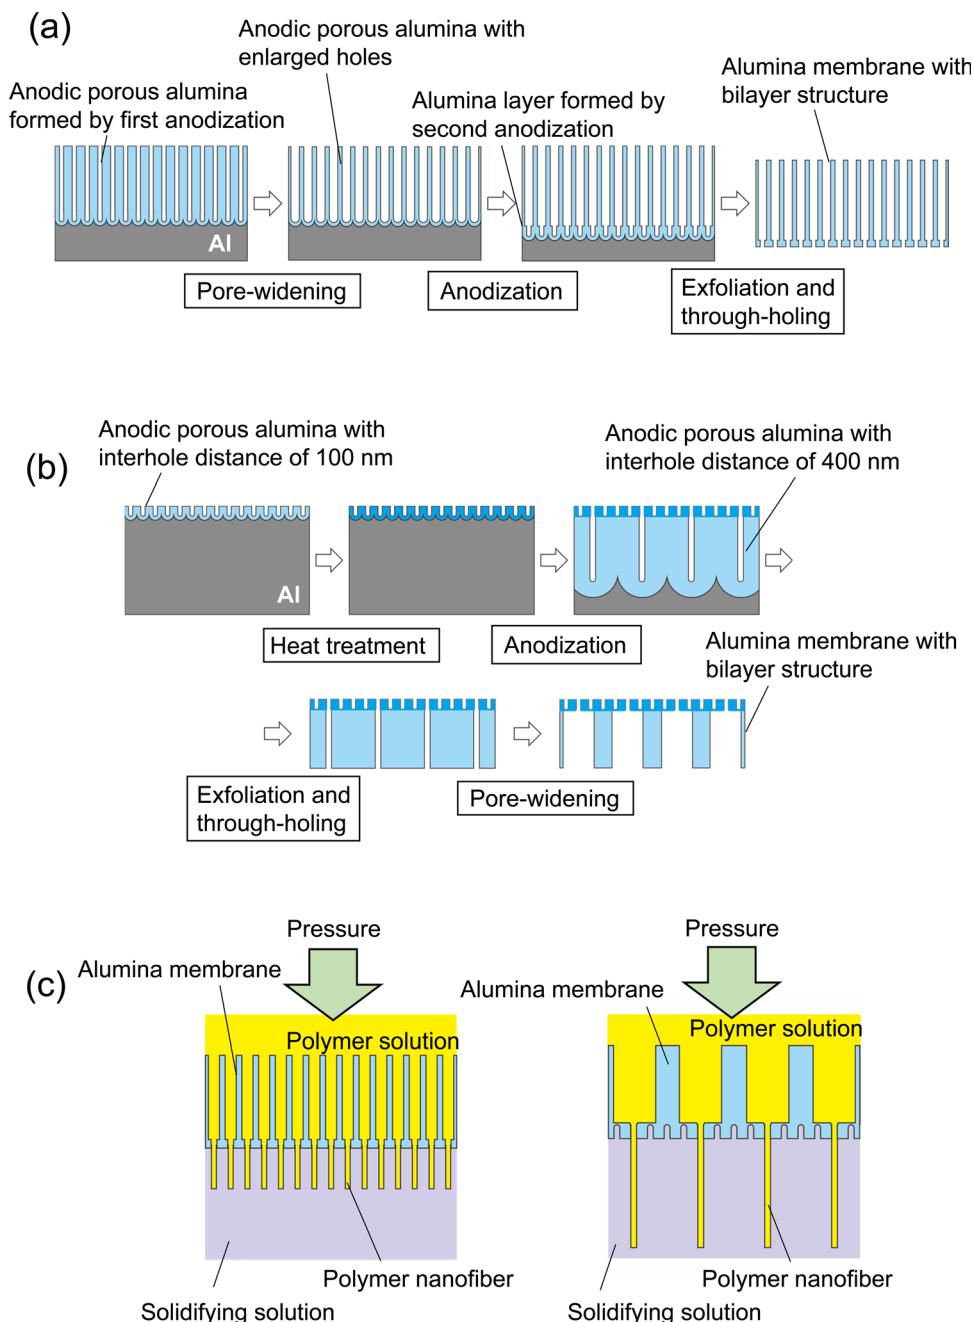 (a)
Anodic porous alumina with
enlarged holes
Alumina membrane with
bilayer structure
Anodic porous alumina
formed by first anodization
Alumina layer formed by
second anodization
Al
Pore-widening
Anodization
Exfoliation and
through-holing
(b)
Anodic porous alumina with
interhole distance of 100 nm
Anodic porous alumina with
interhole distance of 400 nm
Al
Heat treatment
Anodization
Alumina membrane with
bilayer structure
Exfoliation and
through-holing
Pore-widening
(c)
Pressure
Alumina membrane
Polymer solution
Polymer nanofiber
Solidifying solution
Pressure
Alumina membrane
Polymer solution
Polymer nanofiber
Solidifying solution